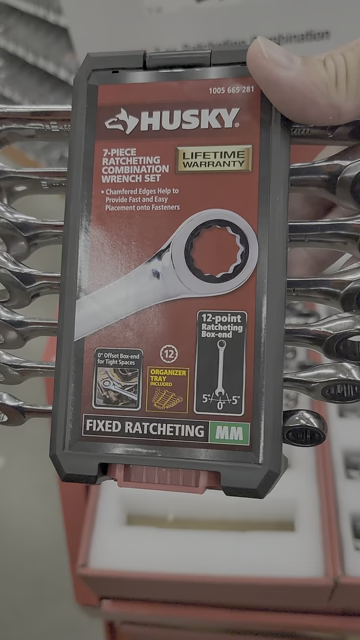 Combination
1005 665 281
HUSKY
7-PIECE
RATCHETING
COMBINATION
WRENCH SET
LIFETIME
WARRANTY
• Chamfered Edges Help to
Provide Fast and Easy
Placement onto Fasteners
12-point
Ratcheting
Box-end
0° Offset Box-end
for Tight Spaces
12
ORGANIZER
TRAY
INCLUDED
5° 5°
0°
FIXED RATCHETING MM